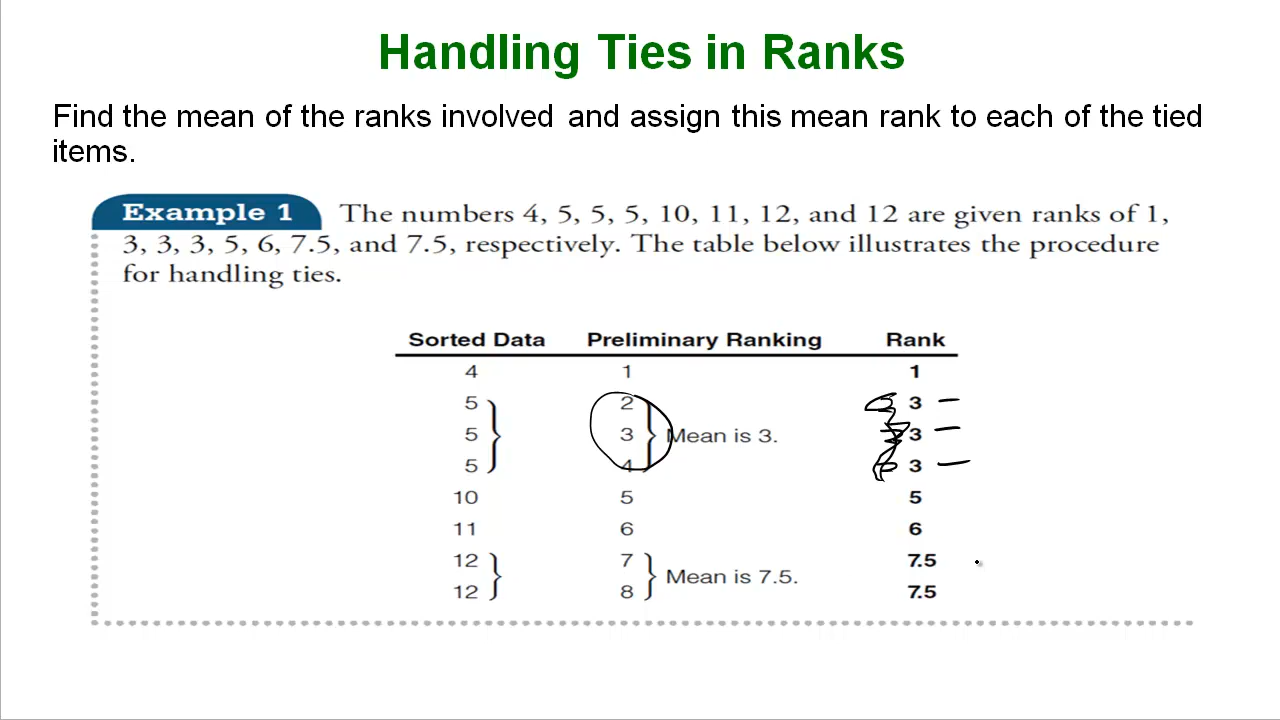 Handling Ties in Ranks
Find the mean of the ranks involved and assign this mean rank to each of the tied
items.
Example 1 The numbers 4, 5, 5, 5, 10, 11, 12, and 12 are given ranks of 1,
3, 3, 3, 5, 6, 7.5, and 7.5, respectively. The table below illustrates the procedure
for handling ties.
Sorted Data Preliminary Ranking Rank
4 1 1
5 2 3
5 3 Mean is 3. 3
5 4 3
10 5 5
11 6 6
12 7 7.5
Mean is 7.5.
12 8 7.5